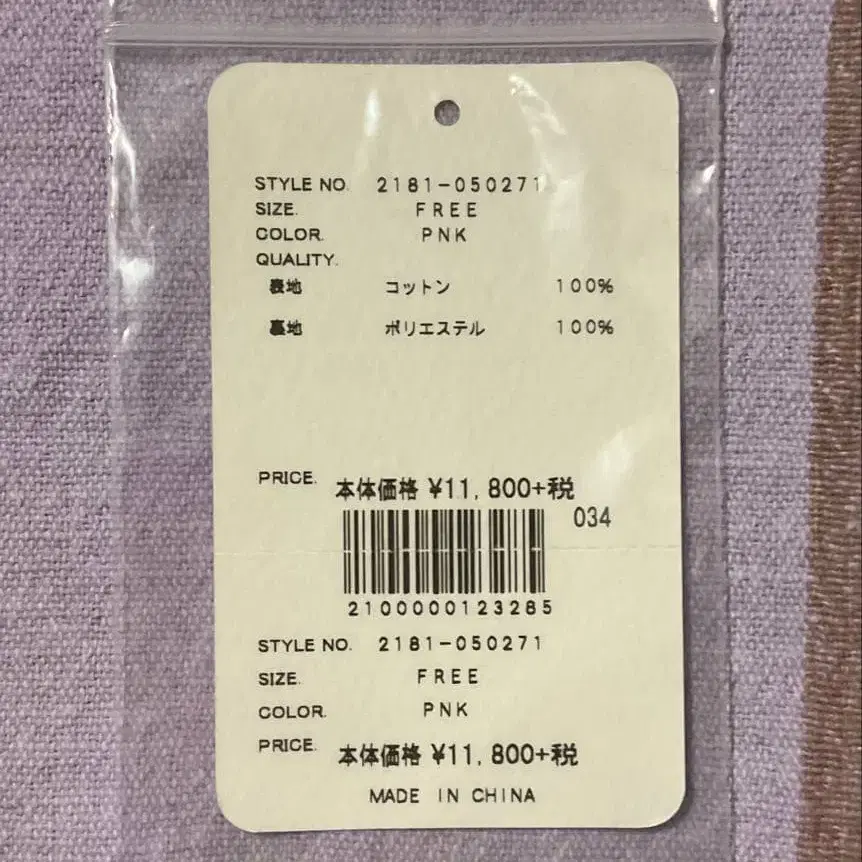 STYLE NO. 2181-050271
SIZE. FREE
COLOR. PNK
QUALITY.
表地 コットン 100%
裏地 ポリエステル 100%
PRICE. 本体価格 ¥11,800+税
034
2100000123285
STYLE NO. 2181-050271
SIZE. FREE
COLOR. PNK
PRICE. 本体価格 ¥11,800+税
MADE IN CHINA